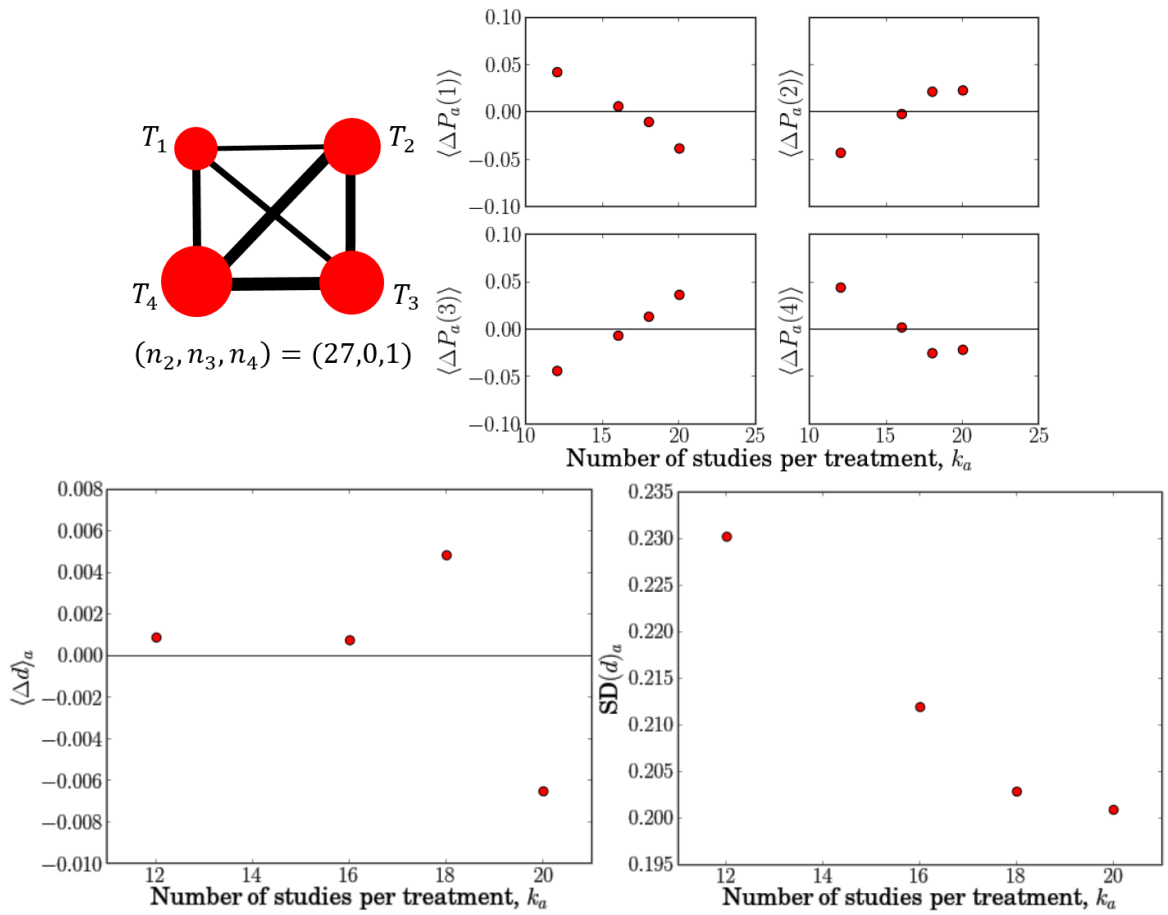 T₁
T₂
T₄
T₃
(n₂, n₃, n₄) = (27,0,1)
⟨ΔPₐ(1)⟩
0.10
0.05
0.00
−0.05
−0.10
⟨ΔPₐ(2)⟩
⟨ΔPₐ(3)⟩
0.10
0.05
0.00
−0.05
−0.10
10 15 20 25
⟨ΔPₐ(4)⟩
10 15 20 25
Number of studies per treatment, kₐ
⟨Δd⟩ₐ
0.008
0.006
0.004
0.002
0.000
−0.002
−0.004
−0.006
−0.008
−0.010
12 14 16 18 20
Number of studies per treatment, kₐ
SD(d)ₐ
0.235
0.230
0.225
0.220
0.215
0.210
0.205
0.200
0.195
12 14 16 18 20
Number of studies per treatment, kₐ